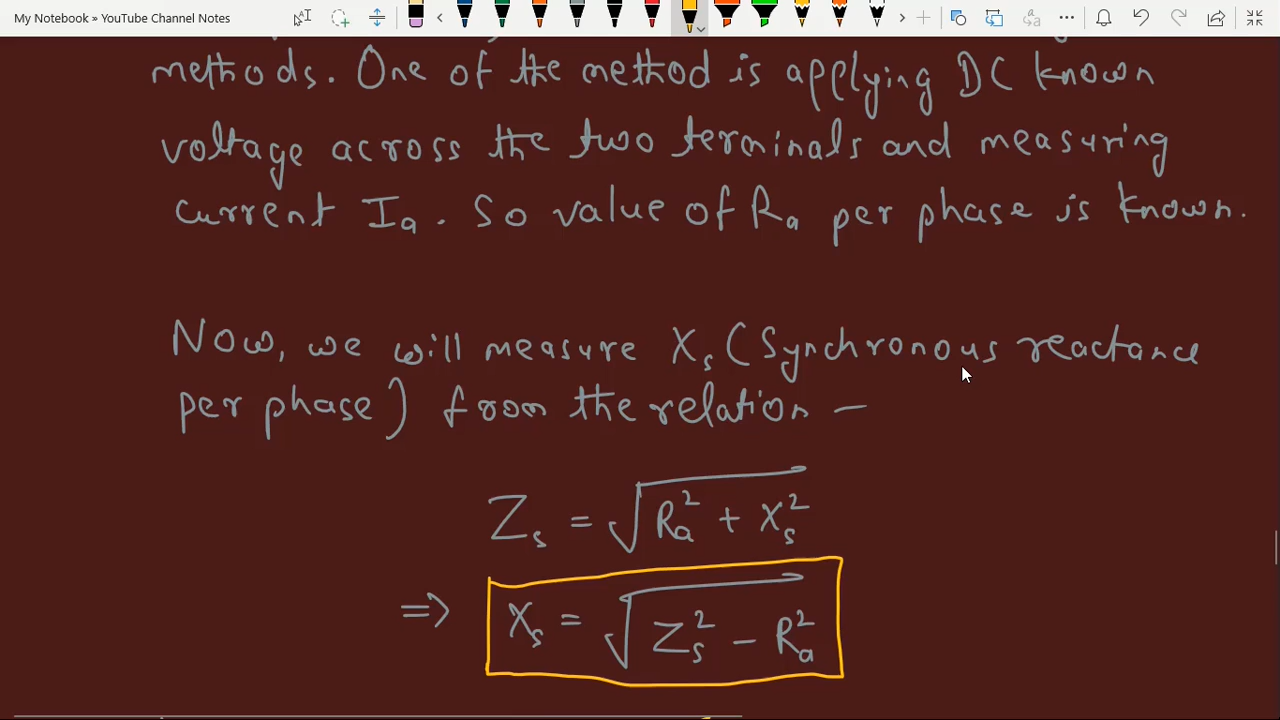 My Notebook » YouTube Channel Notes
methods. One of the method is applying DC known
voltage across the two terminals and measuring
current Ia. So value of Ra per phase is known.
Now, we will measure Xs (Synchronous reactance
per phase) from the relation —
Zs = √(Ra² + Xs²)
=> Xs = √(Zs² - Ra²)